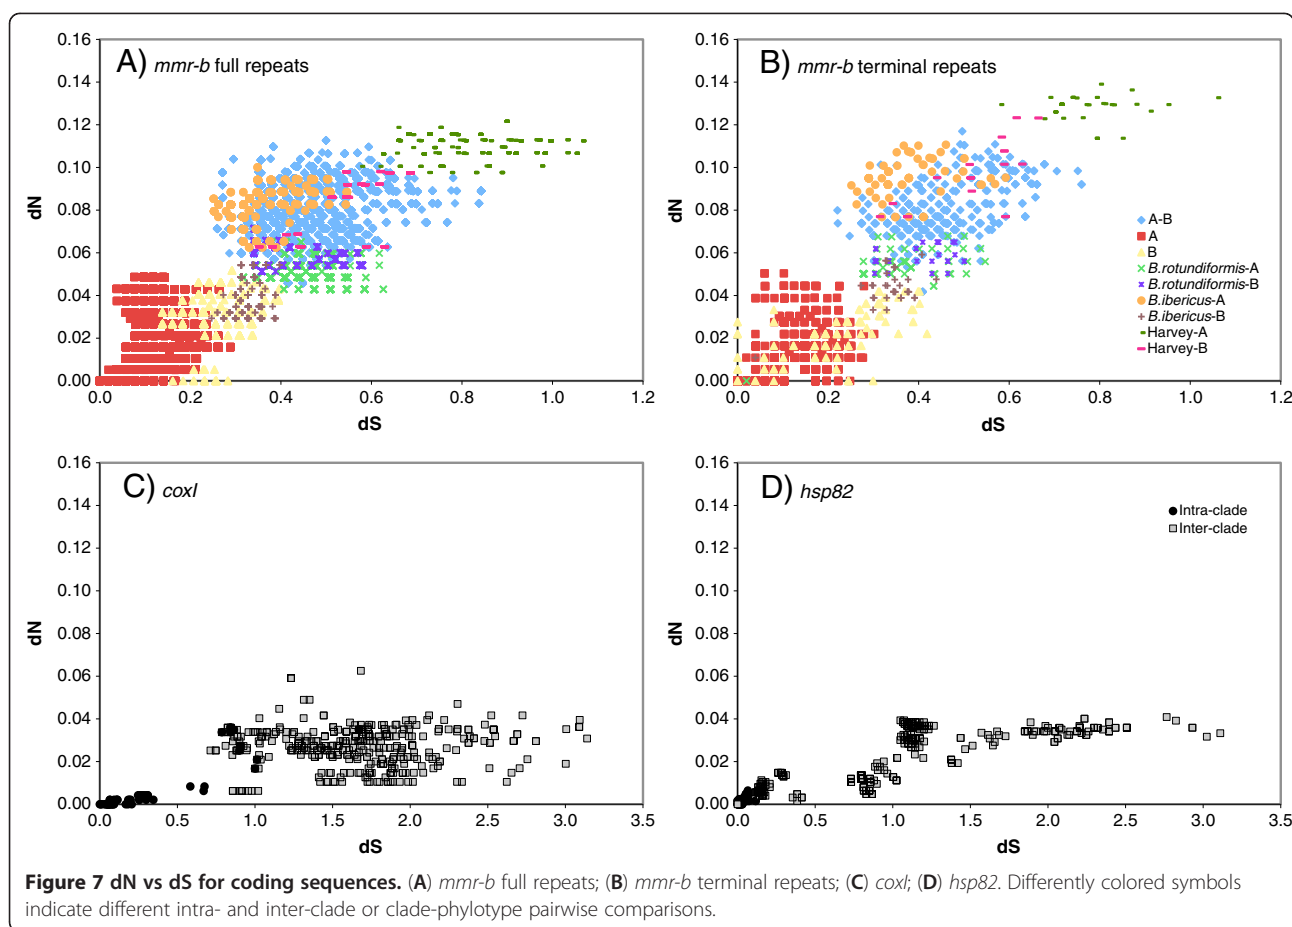 A) mmr-b full repeats
0.16
0.14
0.12
0.10
0.08
0.06
0.04
0.02
0.00
dN
0.0 0.2 0.4 0.6 0.8 1.0 1.2
dS
B) mmr-b terminal repeats
0.16
0.14
0.12
0.10
0.08
0.06
0.04
0.02
0.00
dN
0.0 0.2 0.4 0.6 0.8 1.0 1.2
dS
A-B
A
B
B.rotundiformis-A
B.rotundiformis-B
B.ibericus-A
B.ibericus-B
Harvey-A
Harvey-B
C) coxI
0.16
0.14
0.12
0.10
0.08
0.06
0.04
0.02
0.00
dN
0.0 0.5 1.0 1.5 2.0 2.5 3.0 3.5
dS
D) hsp82
0.16
0.14
0.12
0.10
0.08
0.06
0.04
0.02
0.00
dN
0.0 0.5 1.0 1.5 2.0 2.5 3.0 3.5
dS
Intra-clade
Inter-clade
Figure 7 dN vs dS for coding sequences. (A) mmr-b full repeats; (B) mmr-b terminal repeats; (C) coxI; (D) hsp82. Differently colored symbols
indicate different intra- and inter-clade or clade-phylotype pairwise comparisons.